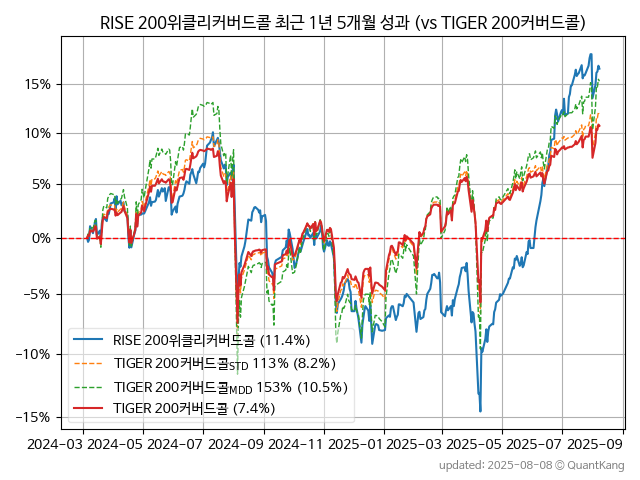 RISE 200위클리커버드콜 최근 1년 5개월 성과 (vs TIGER 200커버드콜)
15%
10%
5%
0%
−5%
−10%
−15%
RISE 200위클리커버드콜 (11.4%)
TIGER 200커버드콜STD 113% (8.2%)
TIGER 200커버드콜MDD 153% (10.5%)
TIGER 200커버드콜 (7.4%)
2024-03 2024-05 2024-07 2024-09 2024-11 2025-01 2025-03 2025-05 2025-07 2025-09
updated: 2025-08-08 © QuantKang